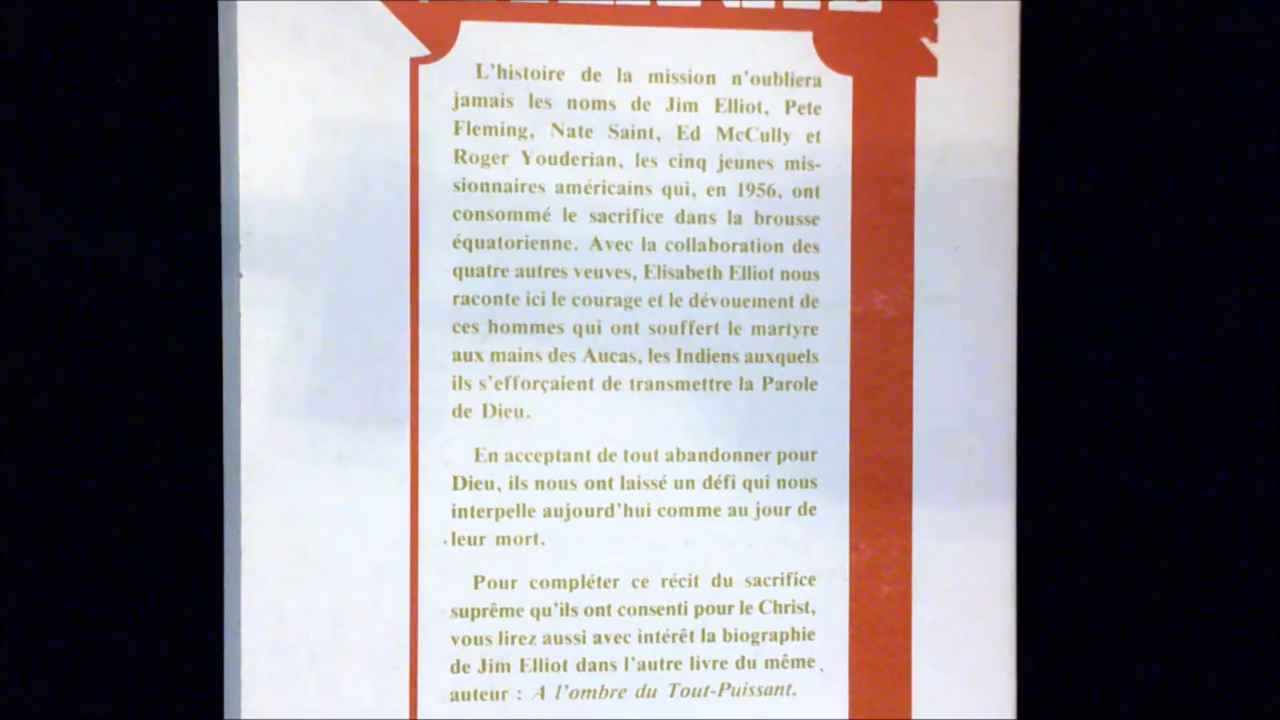 L'histoire de la mission n'oubliera
jamais les noms de Jim Elliot, Pete
Fleming, Nate Saint, Ed McCully et
Roger Youderian, les cinq jeunes mis-
sionnaires américains qui, en 1956, ont
consommé le sacrifice dans la brousse
équatorienne. Avec la collaboration des
quatre autres veuves, Elisabeth Elliot nous
raconte ici le courage et le dévouement de
ces hommes qui ont souffert le martyre
aux mains des Aucas, les Indiens auxquels
ils s'efforçaient de transmettre la Parole
de Dieu.
En acceptant de tout abandonner pour
Dieu, ils nous ont laissé un défi qui nous
interpelle aujourd'hui comme au jour de
leur mort.
Pour compléter ce récit du sacrifice
suprême qu'ils ont consenti pour le Christ,
vous lirez aussi avec intérêt la biographie
de Jim Elliot dans l'autre livre du même
auteur : A l'ombre du Tout-Puissant.